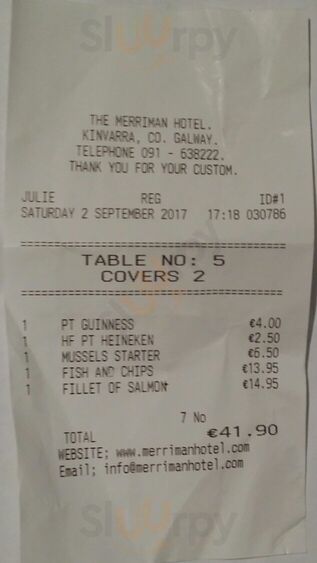 Sluurpy
THE MERRIMAN HOTEL.
KINVARRA, CO. GALWAY.
TELEPHONE 091 - 638222.
THANK YOU FOR YOUR CUSTOM.
JULIE REG ID#1
SATURDAY 2 SEPTEMBER 2017 17:18 030786
TABLE NO: 5
COVERS 2
1 PT GUINNESS €4.00
1 HF PT HEINEKEN €2.50
1 MUSSELS STARTER €6.50
1 FISH AND CHIPS €13.95
1 FILLET OF SALMON €14.95
7 No
TOTAL €41.90
WEBSITE; www.merrimanhotel.com
Email; info@merrimanhotel.com
Sluurpy